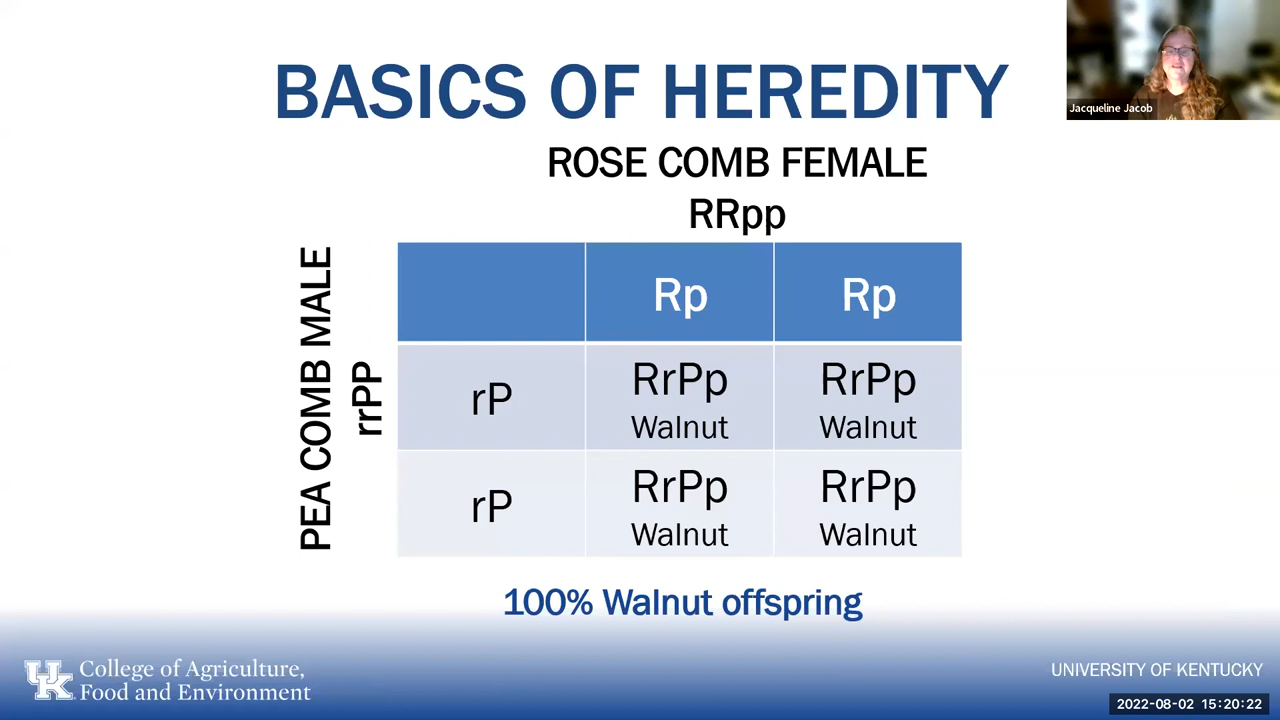 BASICS OF HEREDITY
Jacqueline Jacob
ROSE COMB FEMALE
RRpp
PEA COMB MALE
rrPP
Rp Rp
rP RrPp RrPp
Walnut Walnut
rP RrPp RrPp
Walnut Walnut
100% Walnut offspring
UK College of Agriculture,
Food and Environment
UNIVERSITY OF KENTUCKY
2022-08-02 15:20:22